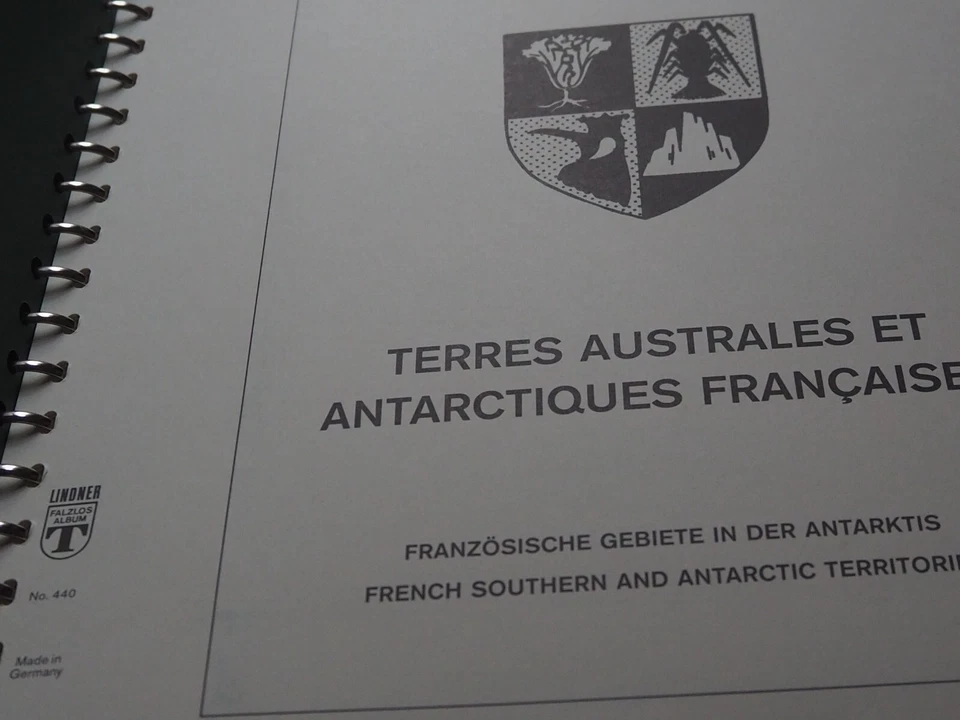 TERRES AUSTRALES ET
ANTARCTIQUES FRANÇAISE
FRANZÖSISCHE GEBIETE IN DER ANTARKTIS
FRENCH SOUTHERN AND ANTARCTIC TERRITORI
LINDNER
FALZLOS
ALBUM
T
No. 440
Made in
Germany